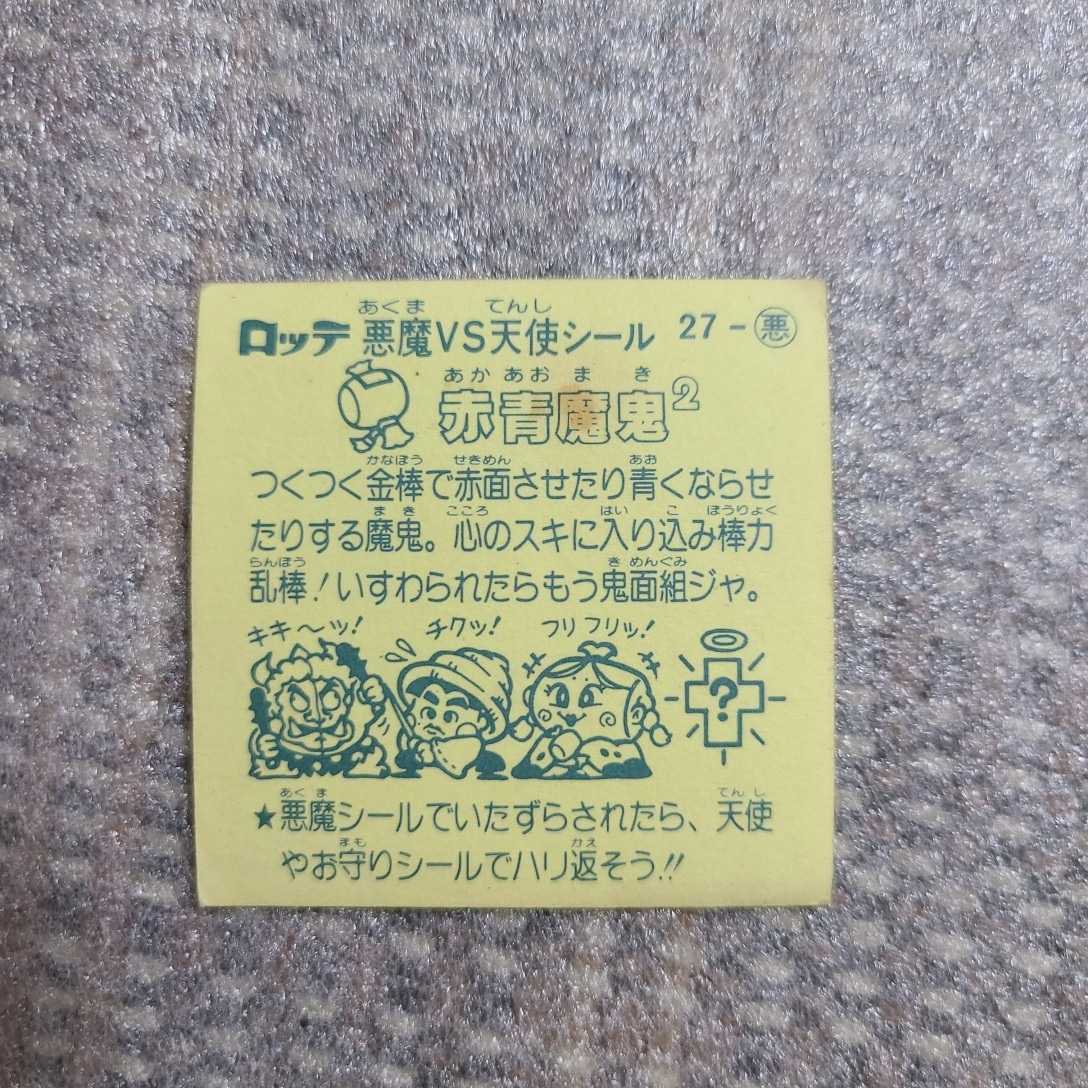 あくま てんし
ロッテ 悪魔VS天使シール 27-悪
あか あお ま き
赤青魔鬼2
かなぼう せきめん あお
つくつく金棒で赤面させたり青くならせ
まき こころ はい こ ぼうりょく
たりする魔鬼。心のスキに入り込み棒力
らんぼう き めんぐみ
乱棒!いすわられたらもう鬼面組ジャ。
キキ〜ッ! チクッ! フリフリッ!
?
あくま てんし
★悪魔シールでいたずらされたら、天使
まも かえ
やお守りシールでハリ返そう!!